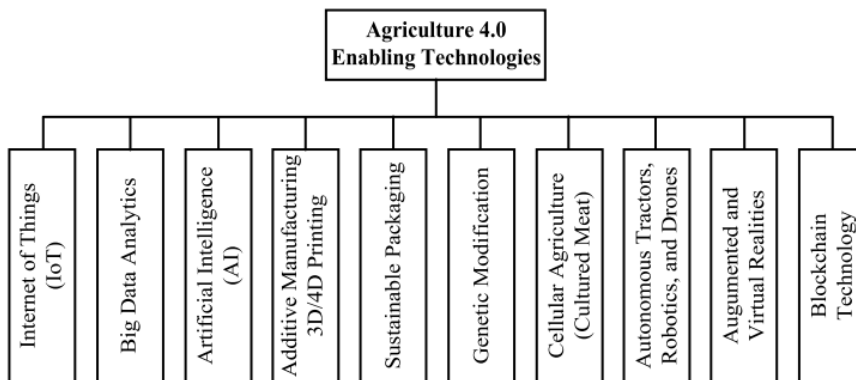 Agriculture 4.0
Enabling Technologies
Internet of Things
(IoT)
Big Data Analytics
Artificial Intelligence
(AI)
Additive Manufacturing
3D/4D Printing
Sustainable Packaging
Genetic Modification
Cellular Agriculture
(Cultured Meat)
Autonomous Tractors,
Robotics, and Drones
Augumented and
Virtual Realities
Blockchain
Technology